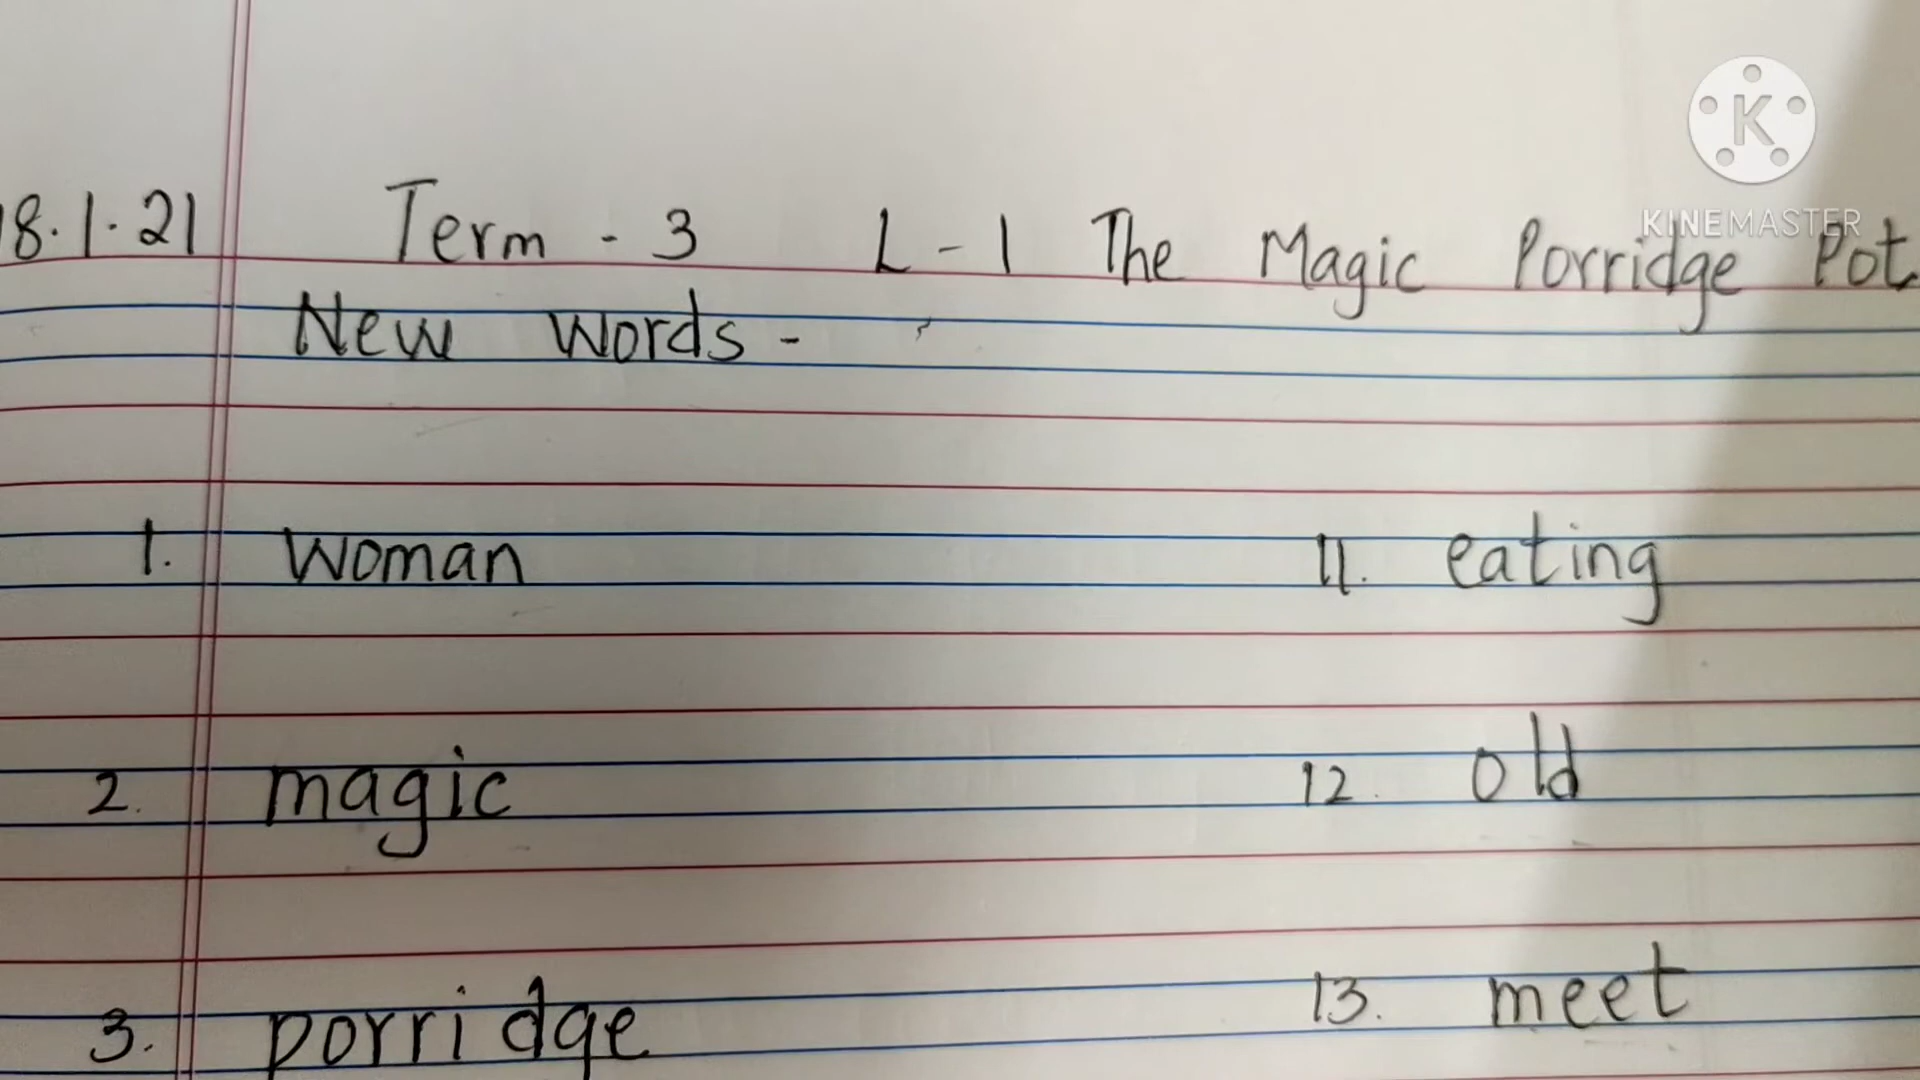 18.1.21 Term - 3 L - 1 The Magic Porridge Pot
New words -
1. woman 11. eating
2. magic 12. old
3. porridge 13. meet
K
KINEMASTER